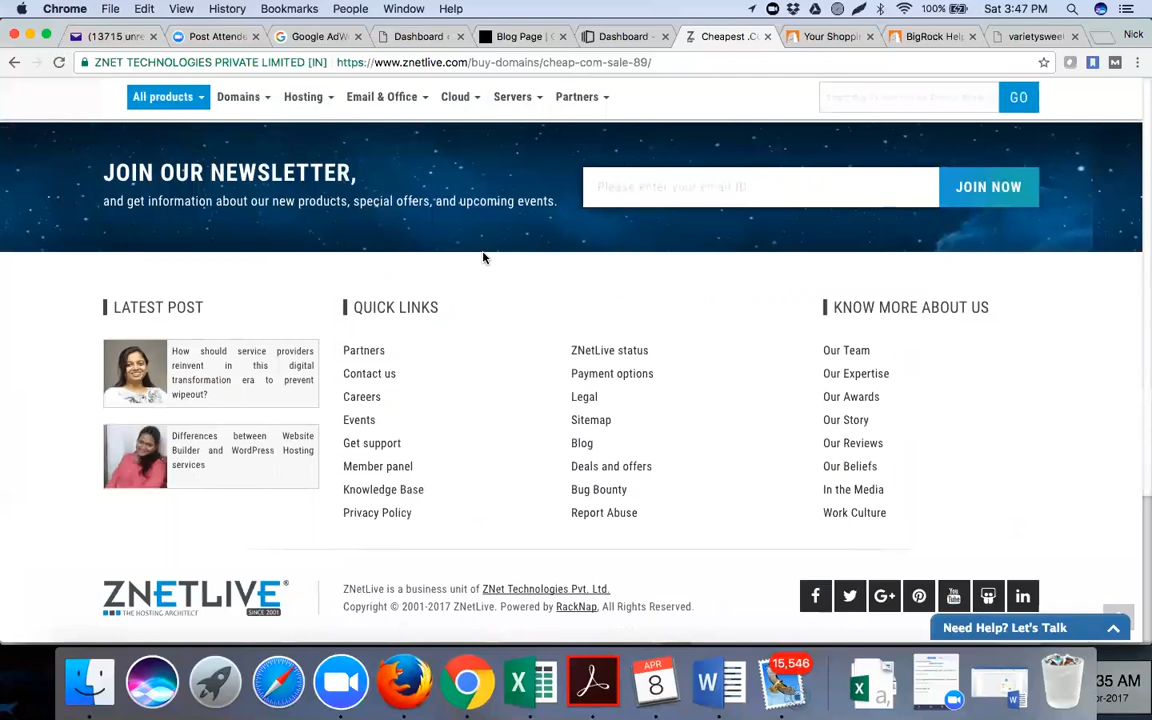 Chrome File Edit View History Bookmarks People Window Help 100% Sat 3:47 PM
(13715 unre Post Attende Google AdW Dashboard Blog Page | Dashboard Cheapest .C Your Shoppi BigRock Hel varietyswee Nick
ZNET TECHNOLOGIES PRIVATE LIMITED [IN] https://www.znetlive.com/buy-domains/cheap-com-sale-89/
All products Domains Hosting Email & Office Cloud Servers Partners GO
JOIN OUR NEWSLETTER,
and get information about our new products, special offers, and upcoming events.
Please enter your email ID
JOIN NOW
LATEST POST
How should service providers
reinvent in this digital
transformation era to prevent
wipeout?
Differences between Website
Builder and WordPress Hosting
services
QUICK LINKS
Partners
Contact us
Careers
Events
Get support
Member panel
Knowledge Base
Privacy Policy
ZNetLive status
Payment options
Legal
Sitemap
Blog
Deals and offers
Bug Bounty
Report Abuse
KNOW MORE ABOUT US
Our Team
Our Expertise
Our Awards
Our Story
Our Reviews
Our Beliefs
In the Media
Work Culture
ZNETLIVE®
THE HOSTING ARCHITECT SINCE 2001
ZNetLive is a business unit of ZNet Technologies Pvt. Ltd.
Copyright © 2001-2017 ZNetLive. Powered by RackNap, All Rights Reserved.
Need Help? Let's Talk
APR
8
15,546
35 AM
or-2017